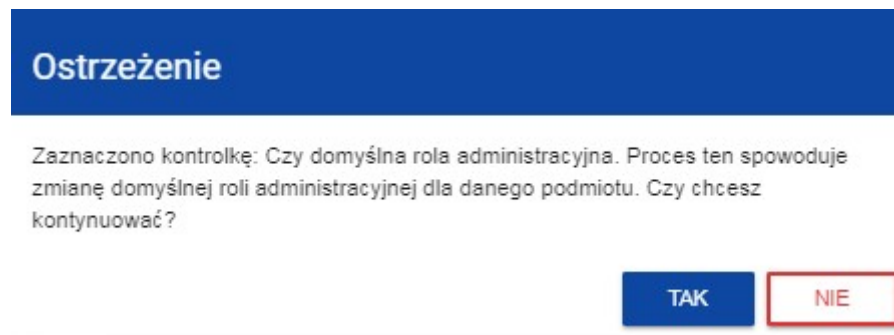 Ostrzeżenie
Zaznaczono kontrolkę: Czy domyślna rola administracyjna. Proces ten spowoduje
zmianę domyślnej roli administracyjnej dla danego podmiotu. Czy chcesz
kontynuować?
TAK NIE